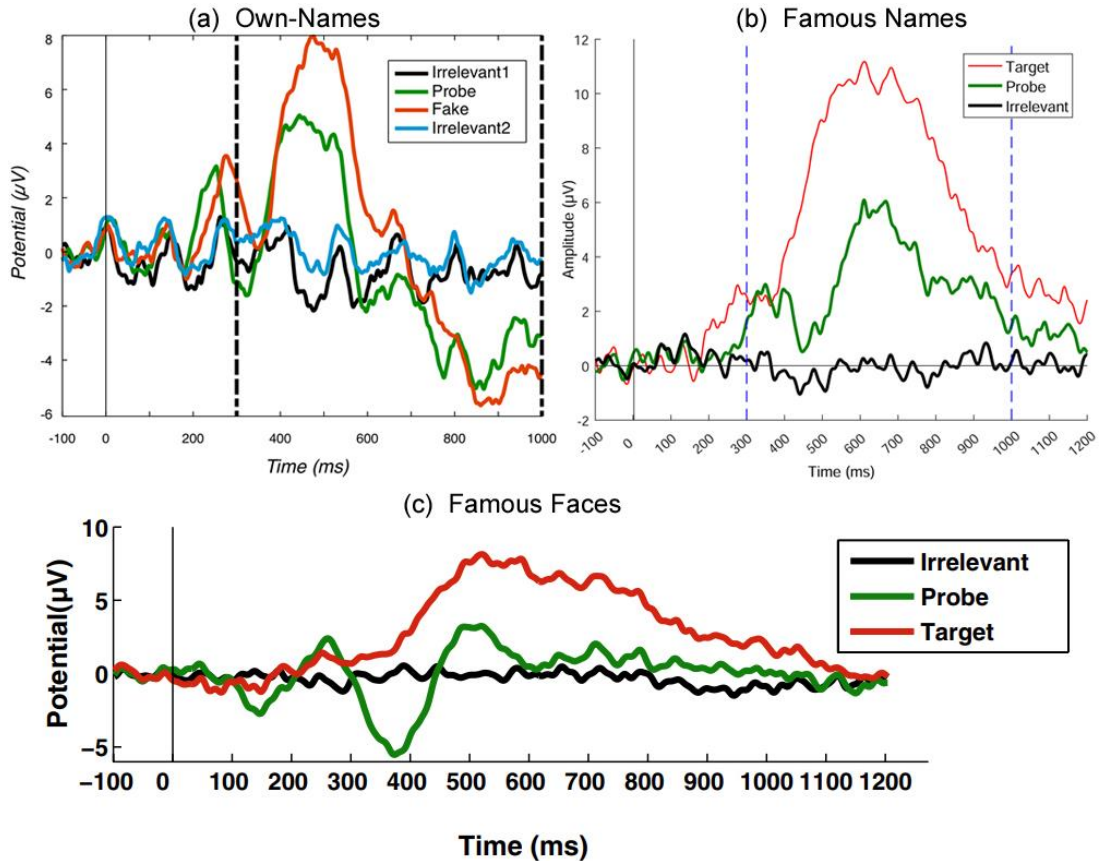 (a) Own-Names
8
6
4
2
0
-2
-4
-6
Potential (µV)
Irrelevant1
Probe
Fake
Irrelevant2
-100 0 200 400 600 800 1000
Time (ms)
(b) Famous Names
12
10
8
6
4
2
0
-2
Amplitude (µV)
Target
Probe
Irrelevant
-100 0 100 200 300 400 500 600 700 800 900 1000 1100 1200
Time (ms)
(c) Famous Faces
10
5
0
−5
Potential(µV)
Irrelevant
Probe
Target
−100 0 100 200 300 400 500 600 700 800 900 1000 1100 1200
Time (ms)